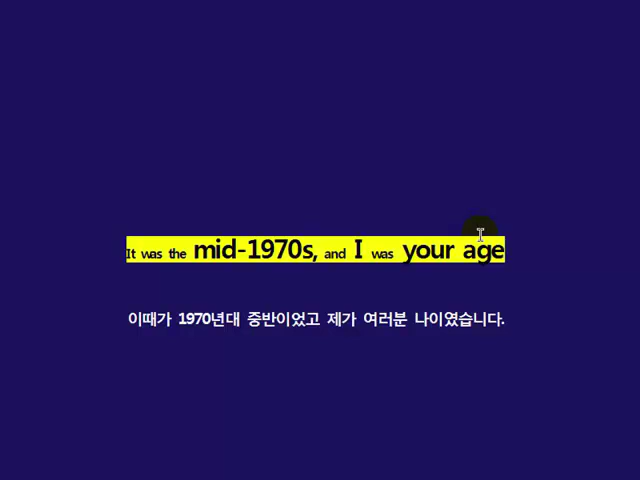 It was the mid-1970s, and I was your age
이때가 1970년대 중반이었고 제가 여러분 나이였습니다.